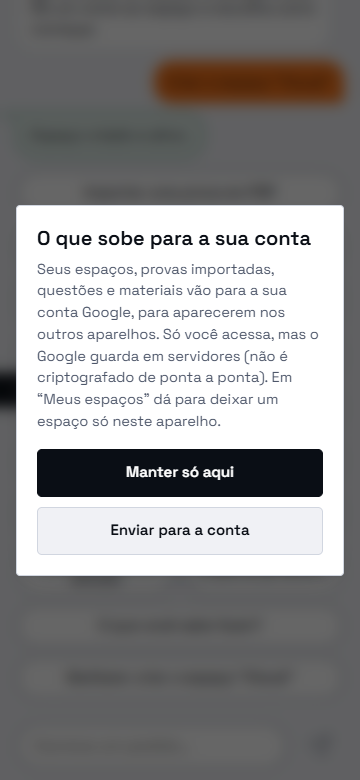 O que sobe para a sua conta
Seus espaços, provas importadas,
questões e materiais vão para a sua
conta Google, para aparecerem nos
outros aparelhos. Só você acessa, mas o
Google guarda em servidores (não é
criptografado de ponta a ponta). Em
“Meus espaços” dá para deixar um
espaço só neste aparelho.
Manter só aqui
Enviar para a conta